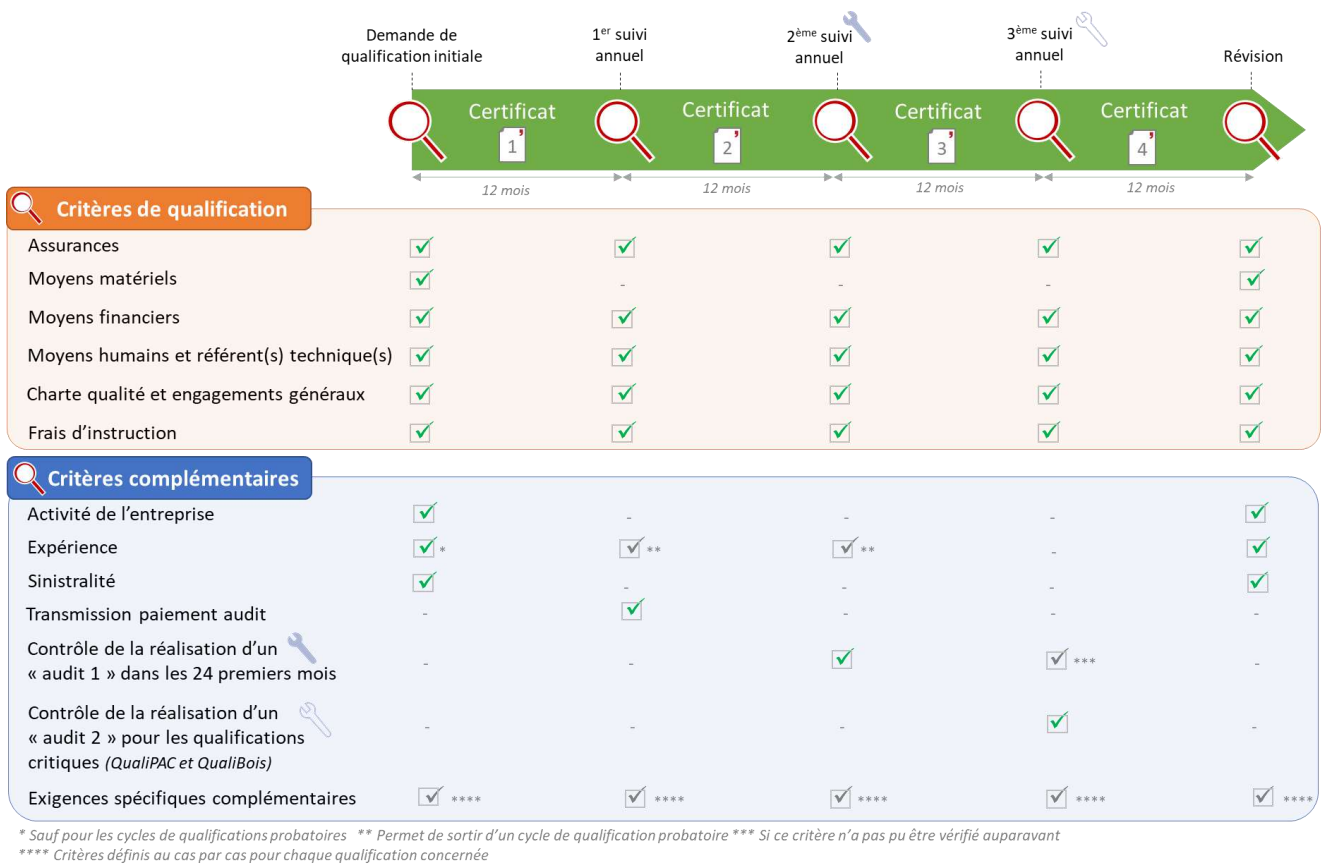 Demande de
qualification initiale
1er suivi
annuel
2ème suivi
annuel
3ème suivi
annuel
Révision
Certificat
1
Certificat
2
Certificat
3
Certificat
4
12 mois
12 mois
12 mois
12 mois
Critères de qualification
Assurances
Moyens matériels
- - -
Moyens financiers
Moyens humains et référent(s) technique(s)
Charte qualité et engagements généraux
Frais d'instruction
Critères complémentaires
Activité de l'entreprise
- - -
Expérience
* ** ** -
Sinistralité
- - -
Transmission paiement audit
- - - -
Contrôle de la réalisation d'un
« audit 1 » dans les 24 premiers mois
- - *** -
Contrôle de la réalisation d'un
« audit 2 » pour les qualifications
critiques (QualiPAC et QualiBois)
- - - -
Exigences spécifiques complémentaires
**** **** **** **** ****
* Sauf pour les cycles de qualifications probatoires ** Permet de sortir d'un cycle de qualification probatoire *** Si ce critère n'a pas pu être vérifié auparavant
**** Critères définis au cas par cas pour chaque qualification concernée